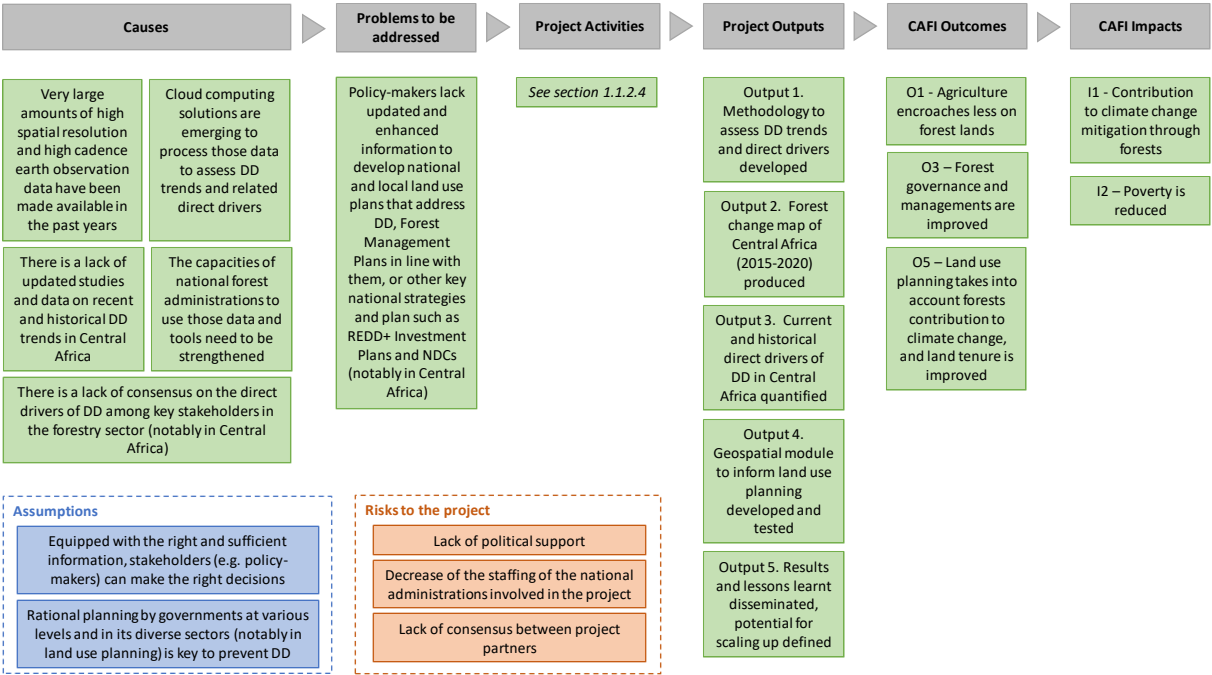 Causes
Problems to be
addressed
Project Activities
Project Outputs
CAFI Outcomes
CAFI Impacts
Very large
amounts of high
spatial resolution
and high cadence
earth observation
data have been
made available in
the past years
Cloud computing
solutions are
emerging to
process those data
to assess DD
trends and related
direct drivers
There is a lack of
updated studies
and data on recent
and historical DD
trends in Central
Africa
The capacities of
national forest
administrations to
use those data and
tools need to be
strengthened
There is a lack of consensus on the direct
drivers of DD among key stakeholders in
the forestry sector (notably in Central
Africa)
Policy-makers lack
updated and
enhanced
information to
develop national
and local land use
plans that address
DD, Forest
Management
Plans in line with
them, or other key
national strategies
and plan such as
REDD+ Investment
Plans and NDCs
(notably in Central
Africa)
See section 1.1.2.4
Output 1.
Methodology to
assess DD trends
and direct drivers
developed
Output 2. Forest
change map of
Central Africa
(2015-2020)
produced
Output 3. Current
and historical
direct drivers of
DD in Central
Africa quantified
Output 4.
Geospatial module
to inform land use
planning
developed and
tested
Output 5. Results
and lessons learnt
disseminated,
potential for
scaling up defined
O1 - Agriculture
encroaches less on
forest lands
O3 – Forest
governance and
managements are
improved
O5 – Land use
planning takes into
account forests
contribution to
climate change,
and land tenure is
improved
I1 - Contribution
to climate change
mitigation through
forests
I2 – Poverty is
reduced
Assumptions
Equipped with the right and sufficient
information, stakeholders (e.g. policy-
makers) can make the right decisions
Rational planning by governments at various
levels and in its diverse sectors (notably in
land use planning) is key to prevent DD
Risks to the project
Lack of political support
Decrease of the staffing of the national
administrations involved in the project
Lack of consensus between project
partners